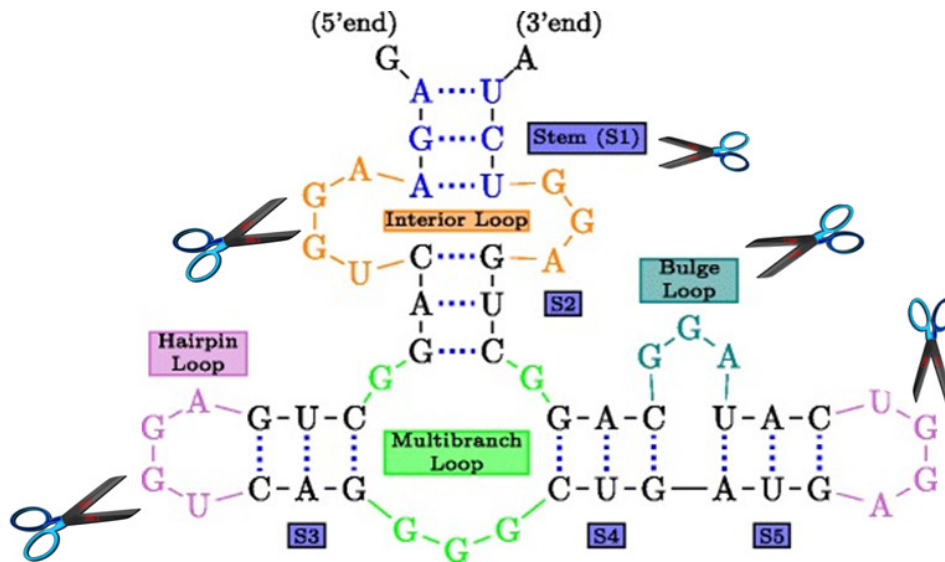 (5'end) (3'end)
G A
A U
G C Stem (S1)
G A A U G
Interior Loop
G G
U C G A
Bulge
Loop
A U S2
Hairpin
Loop
G G C G G G A
A G U C G A C U A C U
G Multibranch G
Loop
G U C A G C U G A U G A G
S3 G G G S4 S5